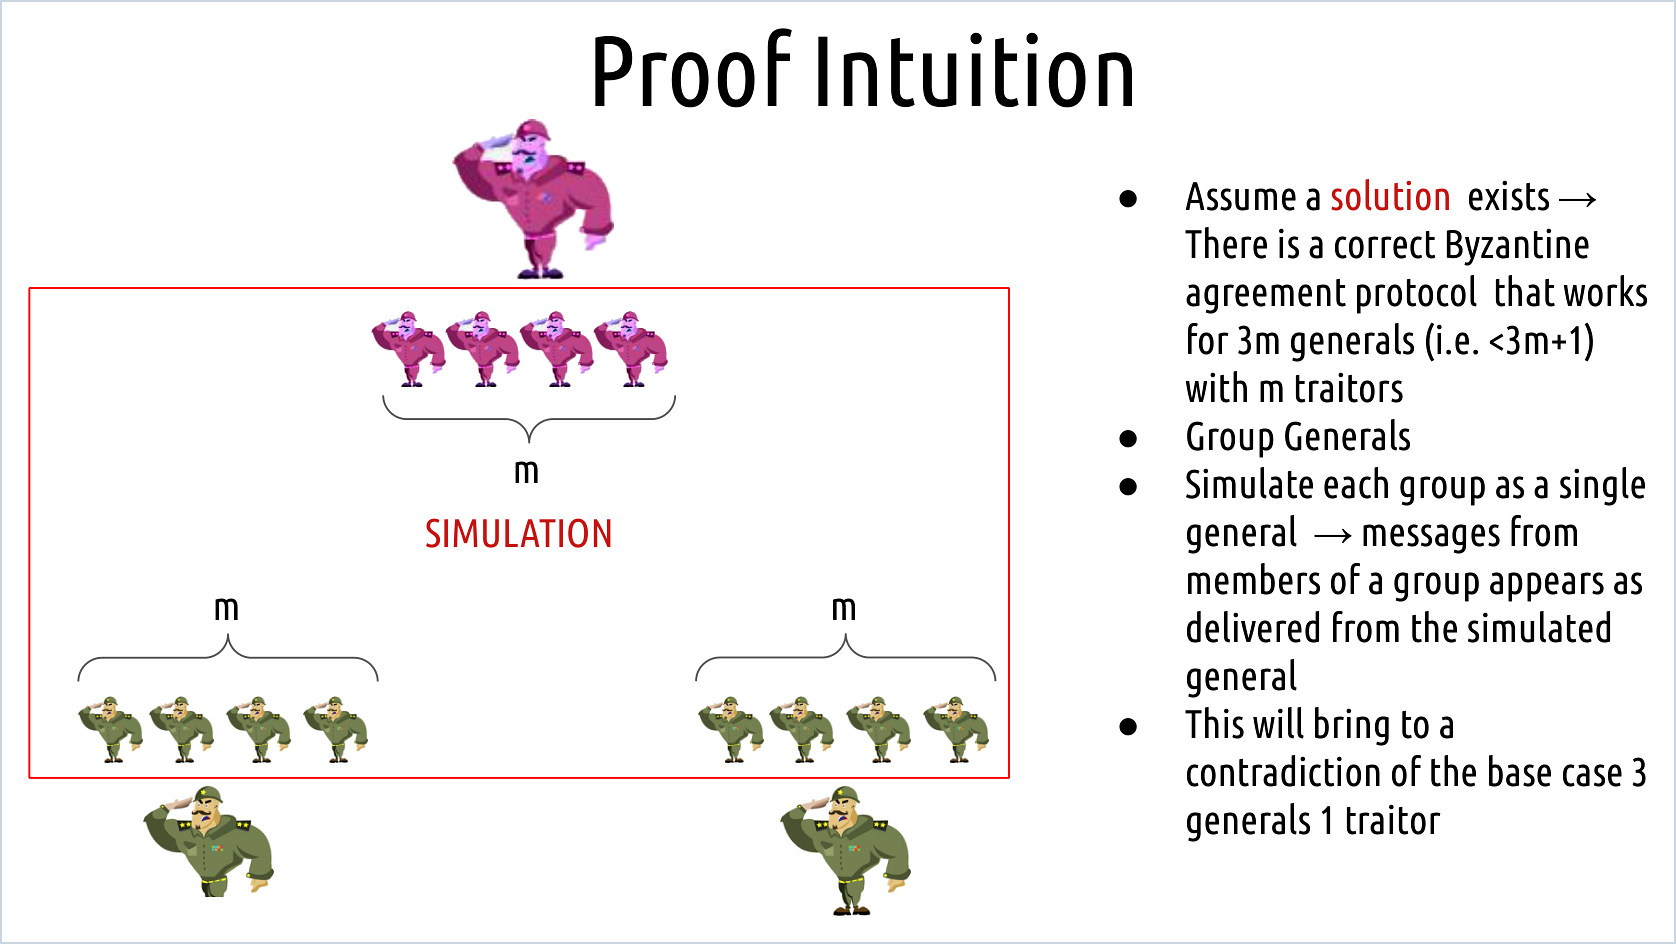 Proof Intuition
m
SIMULATION
m
m
● Assume a solution exists →
There is a correct Byzantine
agreement protocol that works
for 3m generals (i.e. <3m+1)
with m traitors
● Group Generals
● Simulate each group as a single
general → messages from
members of a group appears as
delivered from the simulated
general
● This will bring to a
contradiction of the base case 3
generals 1 traitor